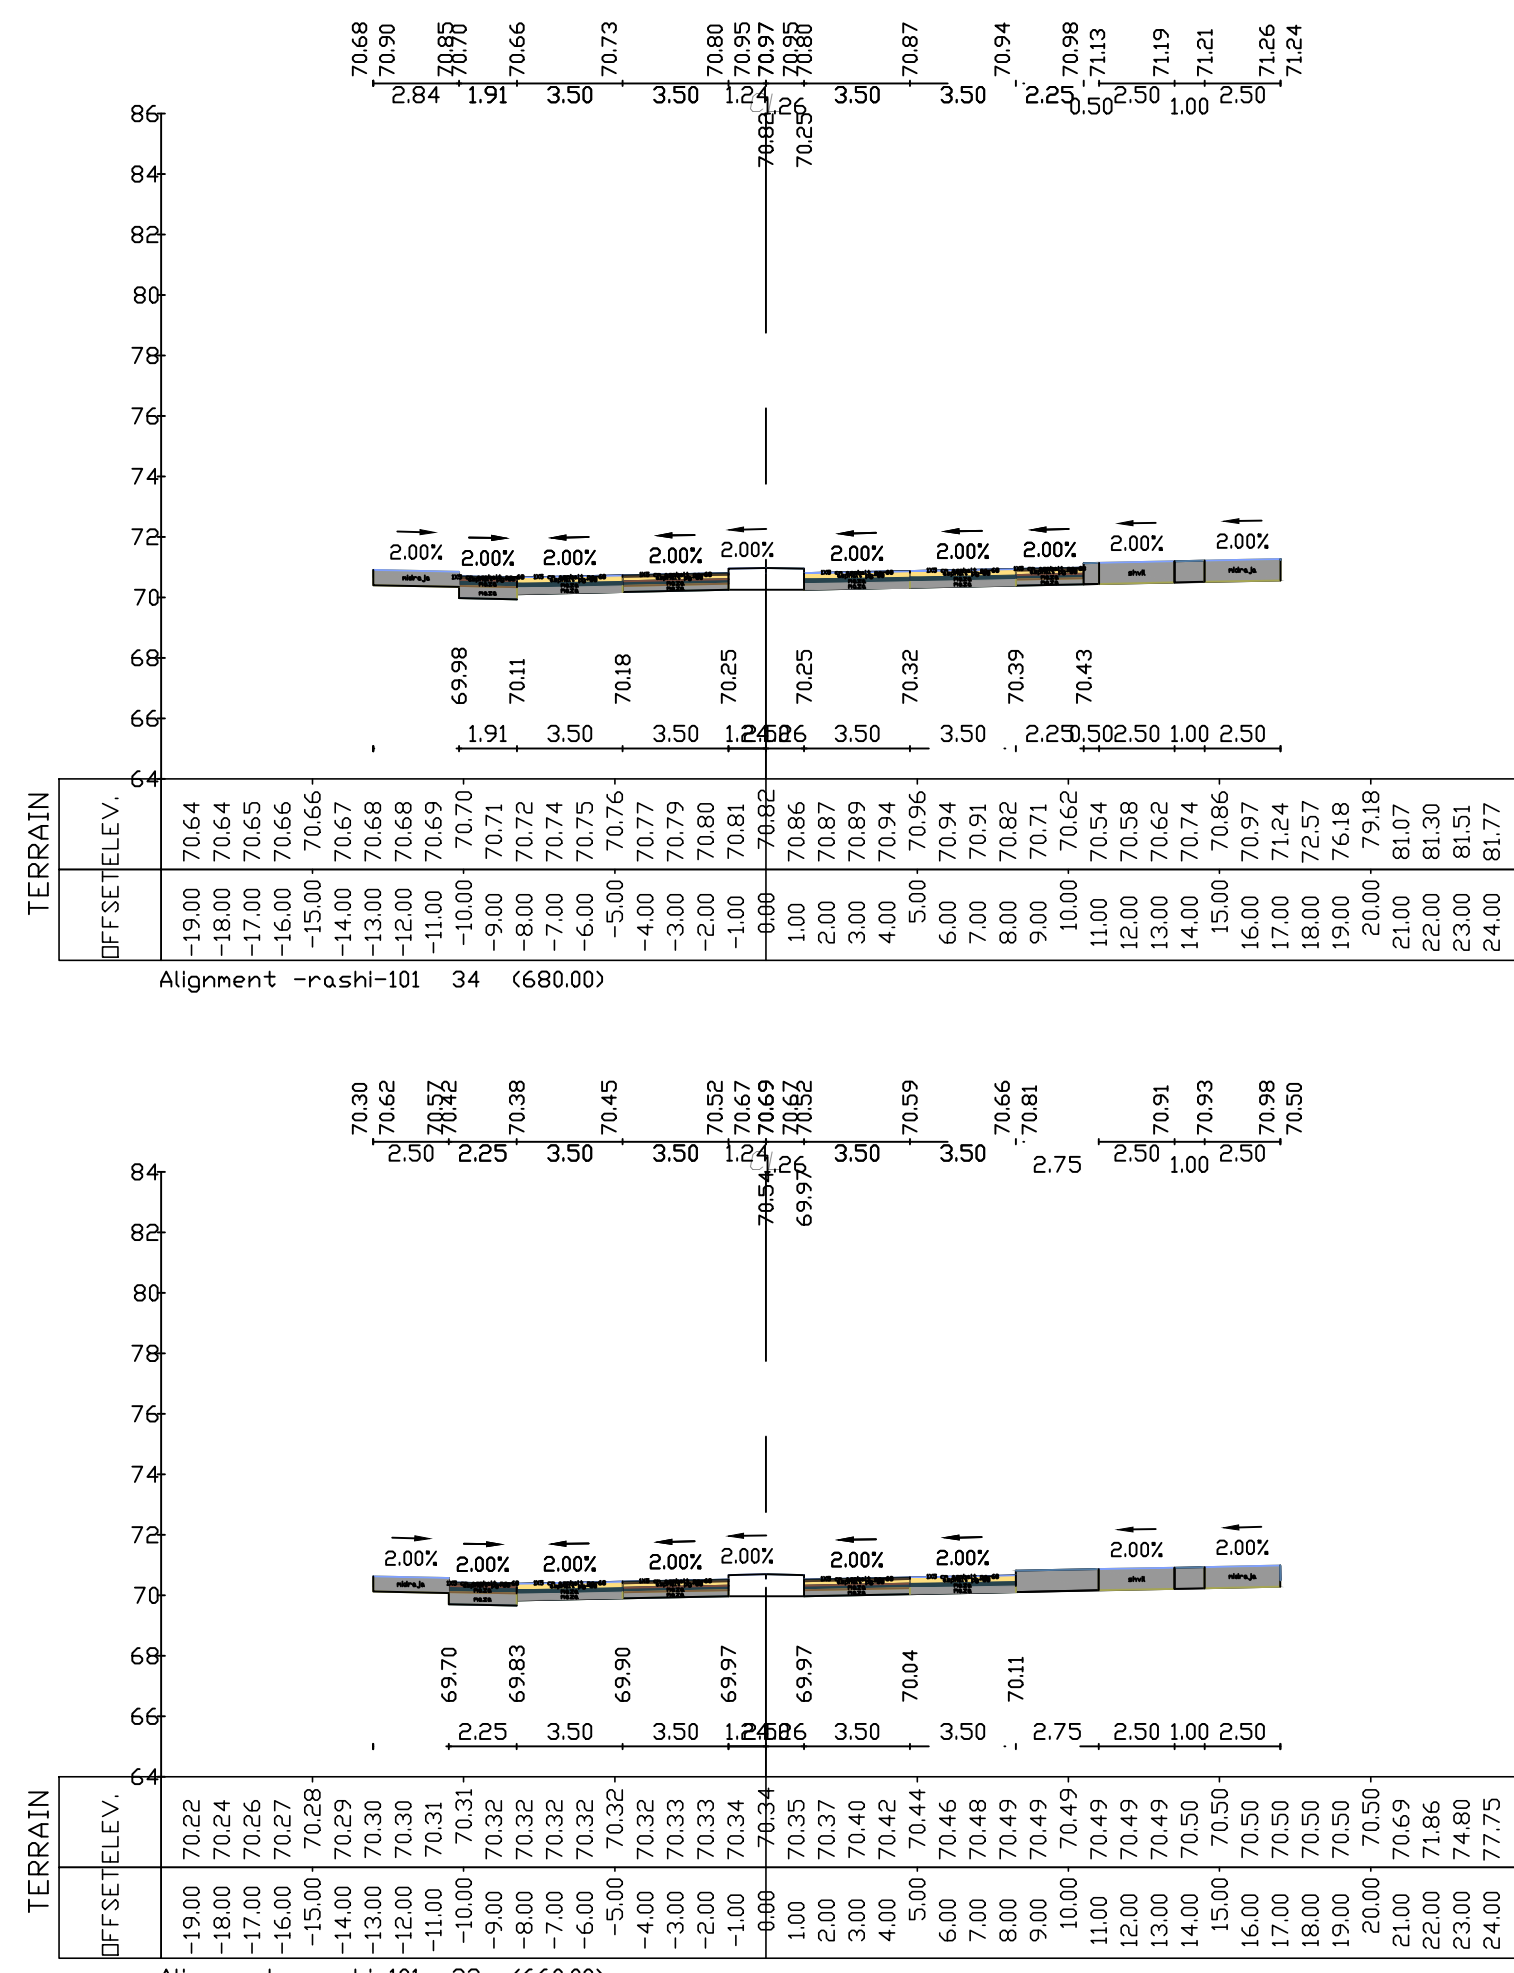 70.68 70.90 70.85 70.70 70.66 70.73 70.80 70.95 70.97 70.95 70.80 70.87 70.94 70.98 71.13 71.19 71.21 71.26 71.24
2.84 1.91 3.50 3.50 1.24 1.26 3.50 3.50 2.25 0.50 2.50 1.00 2.50
CL
70.82 70.25
86
84
82
80
78
76
74
72
2.00% 2.00% 2.00% 2.00% 2.00% 2.00% 2.00% 2.00% 2.00% 2.00%
midraja maza maza maza maza maza maza shvil midraja
70
68
69.98 70.11 70.18 70.25 70.25 70.32 70.39 70.43
66
1.91 3.50 3.50 3.50 3.50 2.25 0.50 2.50 1.00 2.50
64
TERRAIN
ELEV. 70.64 70.64 70.65 70.66 70.66 70.67 70.68 70.68 70.69 70.70 70.71 70.72 70.74 70.75 70.76 70.77 70.79 70.80 70.81 70.82 70.86 70.87 70.89 70.94 70.96 70.94 70.91 70.82 70.71 70.62 70.54 70.58 70.62 70.74 70.86 70.97 71.24 72.57 76.18 79.18 81.07 81.30 81.51 81.77
OFFSET -19.00 -18.00 -17.00 -16.00 -15.00 -14.00 -13.00 -12.00 -11.00 -10.00 -9.00 -8.00 -7.00 -6.00 -5.00 -4.00 -3.00 -2.00 -1.00 0.00 1.00 2.00 3.00 4.00 5.00 6.00 7.00 8.00 9.00 10.00 11.00 12.00 13.00 14.00 15.00 16.00 17.00 18.00 19.00 20.00 21.00 22.00 23.00 24.00
Alignment -rashi-101 34 (680.00)
70.30 70.62 70.57 70.42 70.38 70.45 70.52 70.67 70.69 70.67 70.52 70.59 70.66 70.81 70.91 70.93 70.98 70.50
2.50 2.25 3.50 3.50 1.24 1.26 3.50 3.50 2.75 2.50 1.00 2.50
CL
70.54 69.97
84
82
80
78
76
74
72
2.00% 2.00% 2.00% 2.00% 2.00% 2.00% 2.00% 2.00% 2.00%
midraja maza maza maza maza maza shvil midraja
70
68
69.70 69.83 69.90 69.97 69.97 70.04 70.11
66
2.25 3.50 3.50 3.50 3.50 2.75 2.50 1.00 2.50
64
TERRAIN
ELEV. 70.22 70.24 70.26 70.27 70.28 70.29 70.30 70.30 70.31 70.31 70.32 70.32 70.32 70.32 70.32 70.32 70.33 70.33 70.34 70.34 70.35 70.37 70.40 70.42 70.44 70.46 70.48 70.49 70.49 70.49 70.49 70.49 70.49 70.50 70.50 70.50 70.50 70.50 70.50 70.50 70.69 71.86 74.80 77.75
OFFSET -19.00 -18.00 -17.00 -16.00 -15.00 -14.00 -13.00 -12.00 -11.00 -10.00 -9.00 -8.00 -7.00 -6.00 -5.00 -4.00 -3.00 -2.00 -1.00 0.00 1.00 2.00 3.00 4.00 5.00 6.00 7.00 8.00 9.00 10.00 11.00 12.00 13.00 14.00 15.00 16.00 17.00 18.00 19.00 20.00 21.00 22.00 23.00 24.00